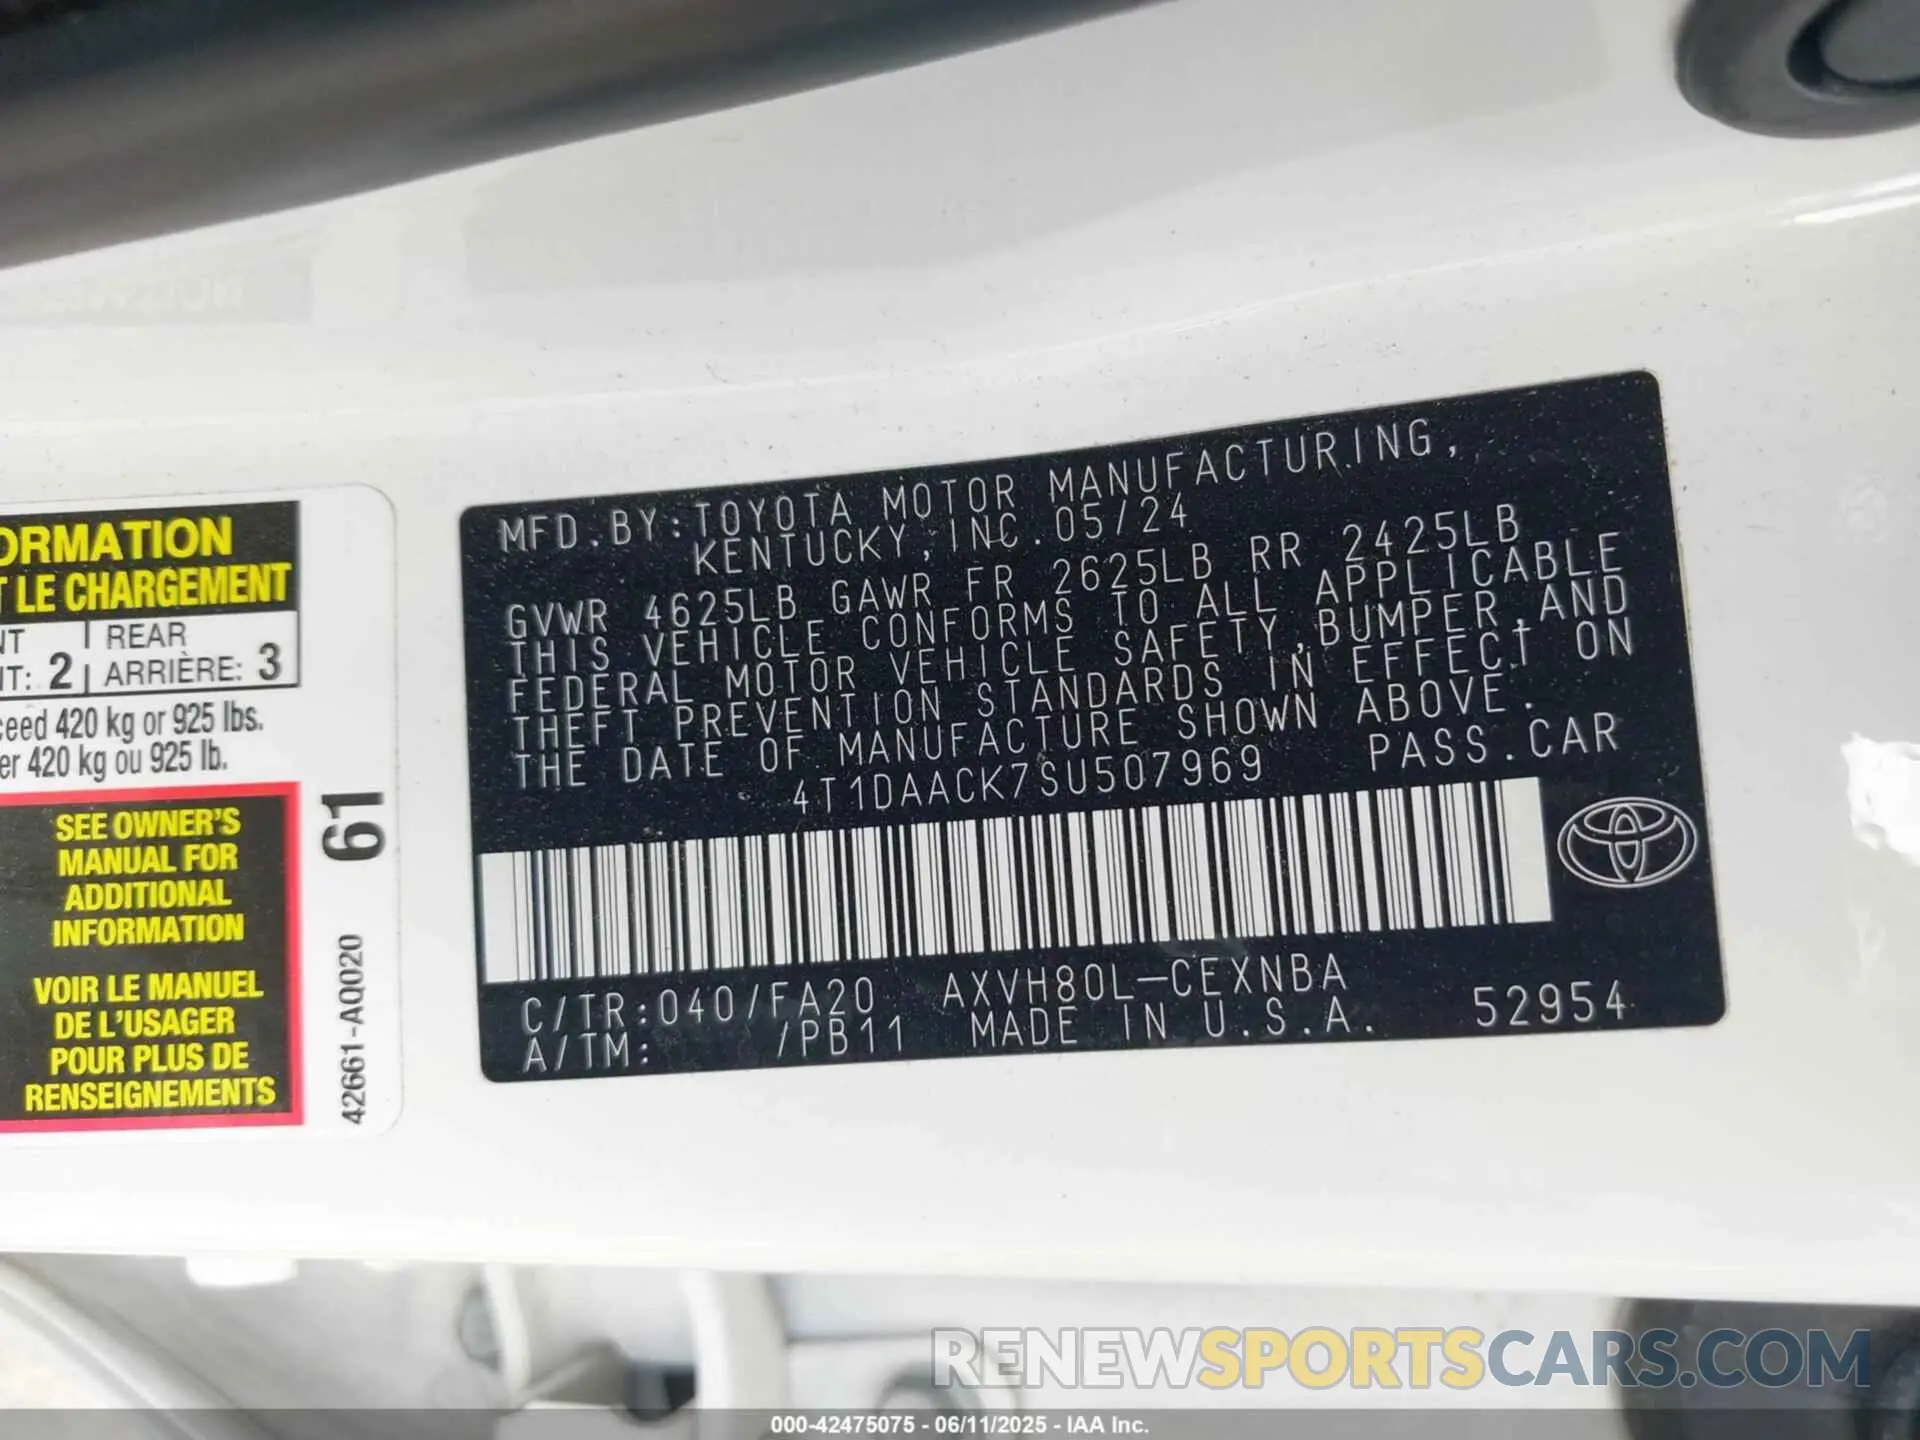 ORMATION
T LE CHARGEMENT
NT REAR
IT: 2 ARRIÈRE: 3
ceed 420 kg or 925 lbs.
er 420 kg ou 925 lb.
SEE OWNER'S
MANUAL FOR
ADDITIONAL
INFORMATION
VOIR LE MANUEL
DE L'USAGER
POUR PLUS DE
RENSEIGNEMENTS
61
42661-AQ020
MFD.BY:TOYOTA MOTOR MANUFACTURING,
KENTUCKY,INC.05/24
GVWR 4625LB GAWR FR 2625LB RR 2425LB
THIS VEHICLE CONFORMS TO ALL APPLICABLE
FEDERAL MOTOR VEHICLE SAFETY,BUMPER,AND
THEFT PREVENTION STANDARDS IN EFFECT ON
THE DATE OF MANUFACTURE SHOWN ABOVE.
4T1DAACK7SU507969 PASS.CAR
C/TR:040/FA20 AXVH80L-CEXNBA
A/TM: /PB11 MADE IN U.S.A. 52954
RENEWSPORTSCARS.COM
000-42475075 - 06/11/2025 - IAA Inc.